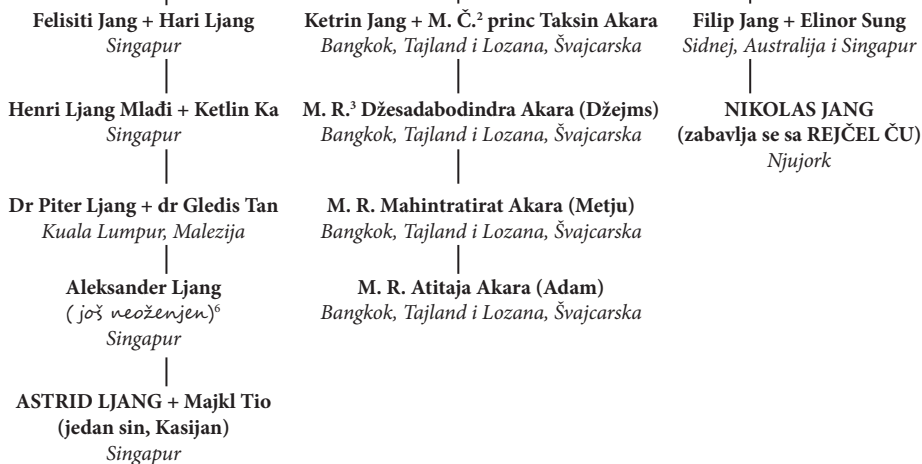 Felisiti Jang + Hari Ljang
Singapur
Henri Ljang Mlađi + Ketlin Ka
Singapur
Dr Piter Ljang + dr Gledis Tan
Kuala Lumpur, Malezija
Aleksander Ljang
(još neoženjen)⁶
Singapur
ASTRID LJANG + Majkl Tio
(jedan sin, Kasijan)
Singapur
Ketrin Jang + M. Č.² princ Taksin Akara
Bangkok, Tajland i Lozana, Švajcarska
M. R.³ Džesadabodindra Akara (Džejms)
Bangkok, Tajland i Lozana, Švajcarska
M. R. Mahintratirat Akara (Metju)
Bangkok, Tajland i Lozana, Švajcarska
M. R. Atitaja Akara (Adam)
Bangkok, Tajland i Lozana, Švajcarska
Filip Jang + Elinor Sung
Sidnej, Australija i Singapur
NIKOLAS JANG
(zabavlja se sa REJČEL ČU)
Njujork